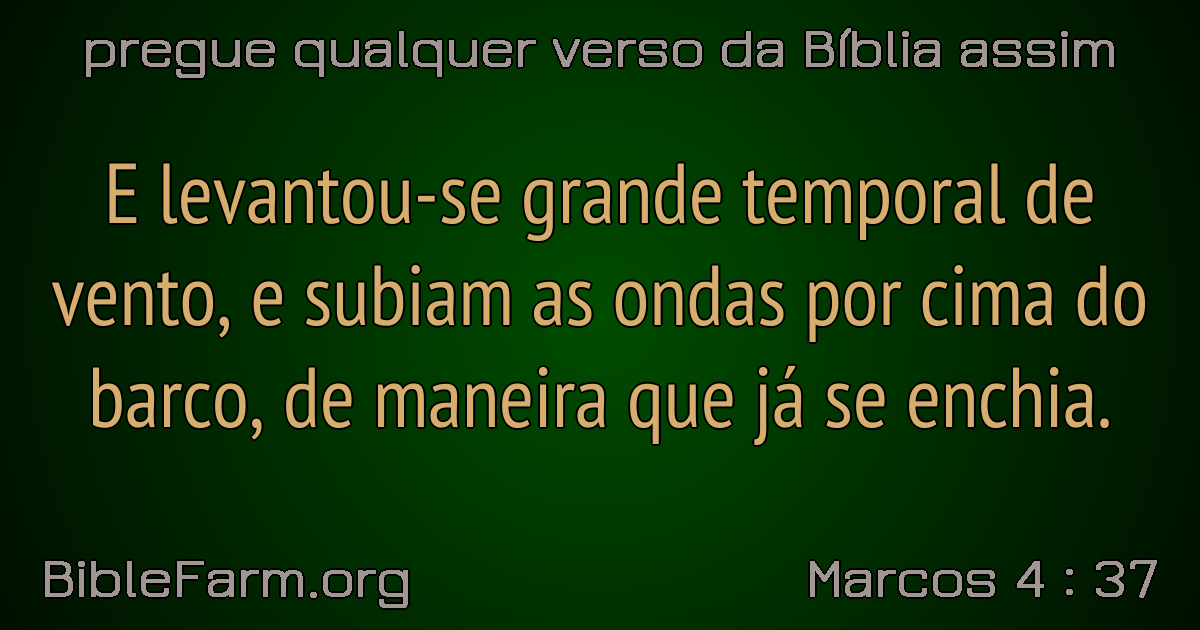 pregue qualquer verso da Bíblia assim
E levantou-se grande temporal de
vento, e subiam as ondas por cima do
barco, de maneira que já se enchia.
BibleFarm.org
Marcos 4 : 37